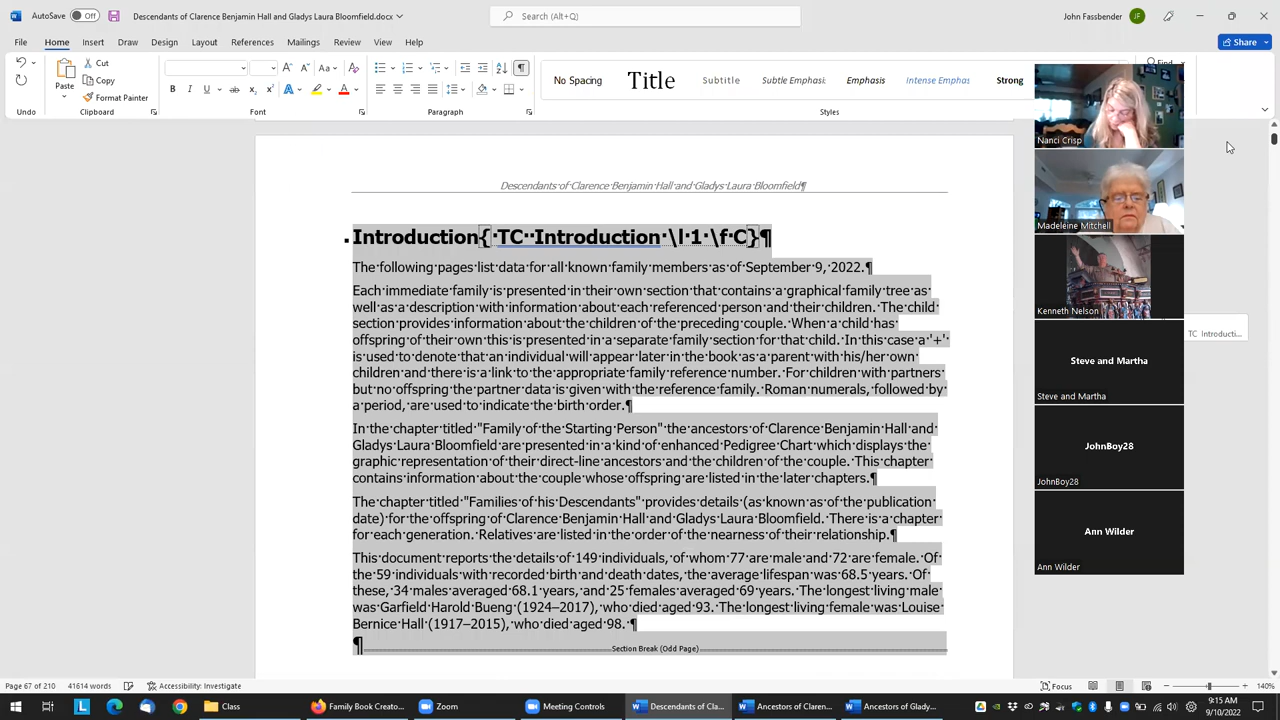 AutoSave Off
Descendants of Clarence Benjamin Hall and Gladys Laura Bloomfield.docx
Search (Alt+Q)
John Fassbender JF
File Home Insert Draw Design Layout References Mailings Review View Help
Share
Paste
Cut
Copy
Format Painter
No Spacing Title Subtitle Subtle Emphasis Emphasis Intense Emphas Strong
Find
Undo Clipboard Font Paragraph Styles
Descendants of Clarence Benjamin Hall and Gladys Laura Bloomfield¶
Introduction{ TC  Introduction \l 1 \f C}¶
The following pages list data for all known family members as of September 9, 2022.¶
Each immediate family is presented in their own section that contains a graphical family tree as
well as a description with information about each referenced person and their children. The child
section provides information about the children of the preceding couple. When a child has
offspring of their own this is presented in a separate family section for that child. In this case a '+'
is used to denote that an individual will appear later in the book as a parent with his/her own
children and there is a link to the appropriate family reference number. For children with partners
but no offspring the partner data is given with the reference family. Roman numerals, followed by
a period, are used to indicate the birth order.¶
In the chapter titled "Family of the Starting Person" the ancestors of Clarence Benjamin Hall and
Gladys Laura Bloomfield are presented in a kind of enhanced Pedigree Chart which displays the
graphic representation of their direct-line ancestors and the children of the couple. This chapter
contains information about the couple whose offspring are listed in the later chapters.¶
The chapter titled "Families of his Descendants" provides details (as known as of the publication
date) for the offspring of Clarence Benjamin Hall and Gladys Laura Bloomfield. There is a chapter
for each generation. Relatives are listed in the order of the nearness of their relationship.¶
This document reports the details of 149 individuals, of whom 77 are male and 72 are female. Of
the 59 individuals with recorded birth and death dates, the average lifespan was 68.5 years. Of
these, 34 males averaged 68.1 years, and 25 females averaged 69 years. The longest living male
was Garfield Harold Bueng (1924–2017), who died aged 93. The longest living female was Louise
Bernice Hall (1917–2015), who died aged 98. ¶
¶
Section Break (Odd Page)
TC Introducti...
Nanci Crisp
Madeleine Mitchell
Kenneth Nelson
Steve and Martha
Steve and Martha
JohnBoy28
JohnBoy28
Ann Wilder
Ann Wilder
Page 67 of 210 41614 words Accessibility: Investigate
Focus
140%
Class
Family Book Creato...
Zoom
Meeting Controls
Descendants of Cla...
Ancestors of Claren...
Ancestors of Glady...
9:15 AM
9/10/2022